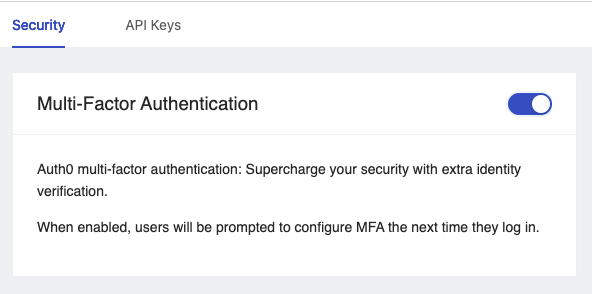 Security
API Keys
Multi-Factor Authentication
Auth0 multi-factor authentication: Supercharge your security with extra identity
verification.
When enabled, users will be prompted to configure MFA the next time they log in.